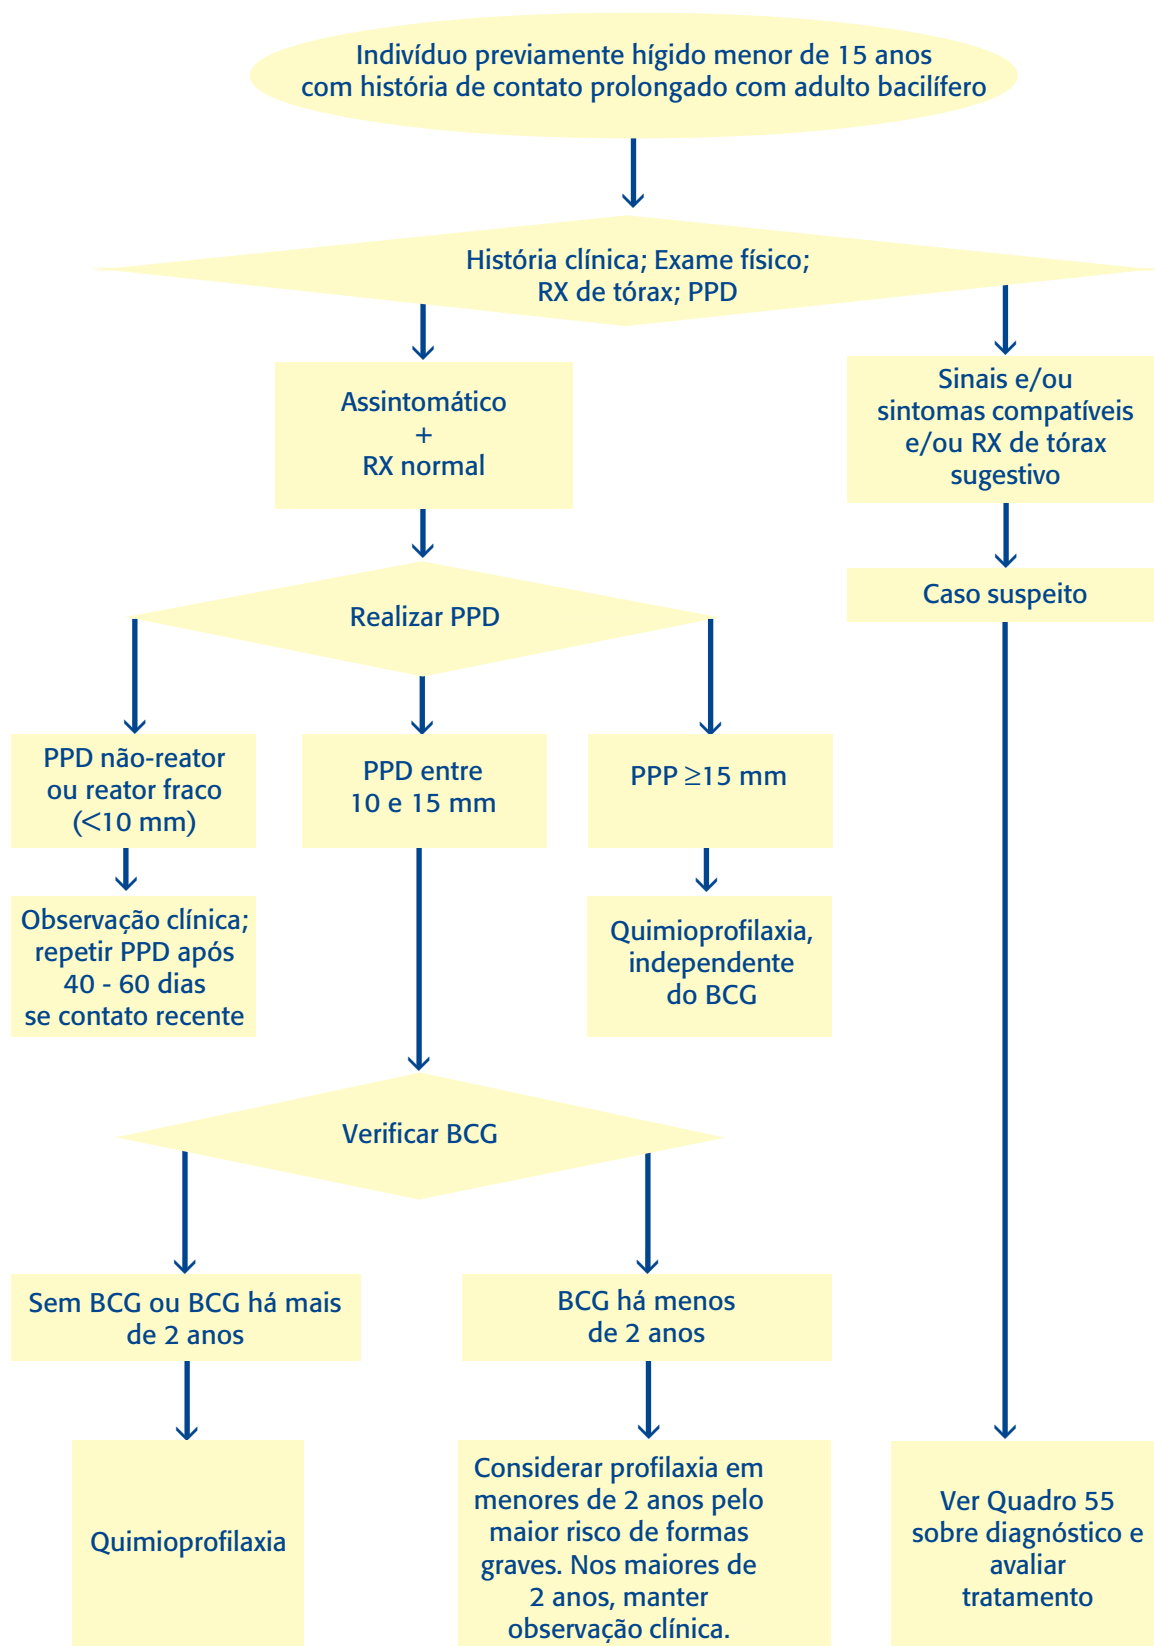 Indivíduo previamente hígido menor de 15 anos
com história de contato prolongado com adulto bacilífero
História clínica; Exame físico;
RX de tórax; PPD
Assintomático
+
RX normal
Sinais e/ou
sintomas compatíveis
e/ou RX de tórax
sugestivo
Caso suspeito
Realizar PPD
PPD não-reator
ou reator fraco
(<10 mm)
PPD entre
10 e 15 mm
PPP ≥15 mm
Observação clínica;
repetir PPD após
40 - 60 dias
se contato recente
Quimioprofilaxia,
independente
do BCG
Verificar BCG
Sem BCG ou BCG há mais
de 2 anos
BCG há menos
de 2 anos
Quimioprofilaxia
Considerar profilaxia em
menores de 2 anos pelo
maior risco de formas
graves. Nos maiores de
2 anos, manter
observação clínica.
Ver Quadro 55
sobre diagnóstico e
avaliar
tratamento